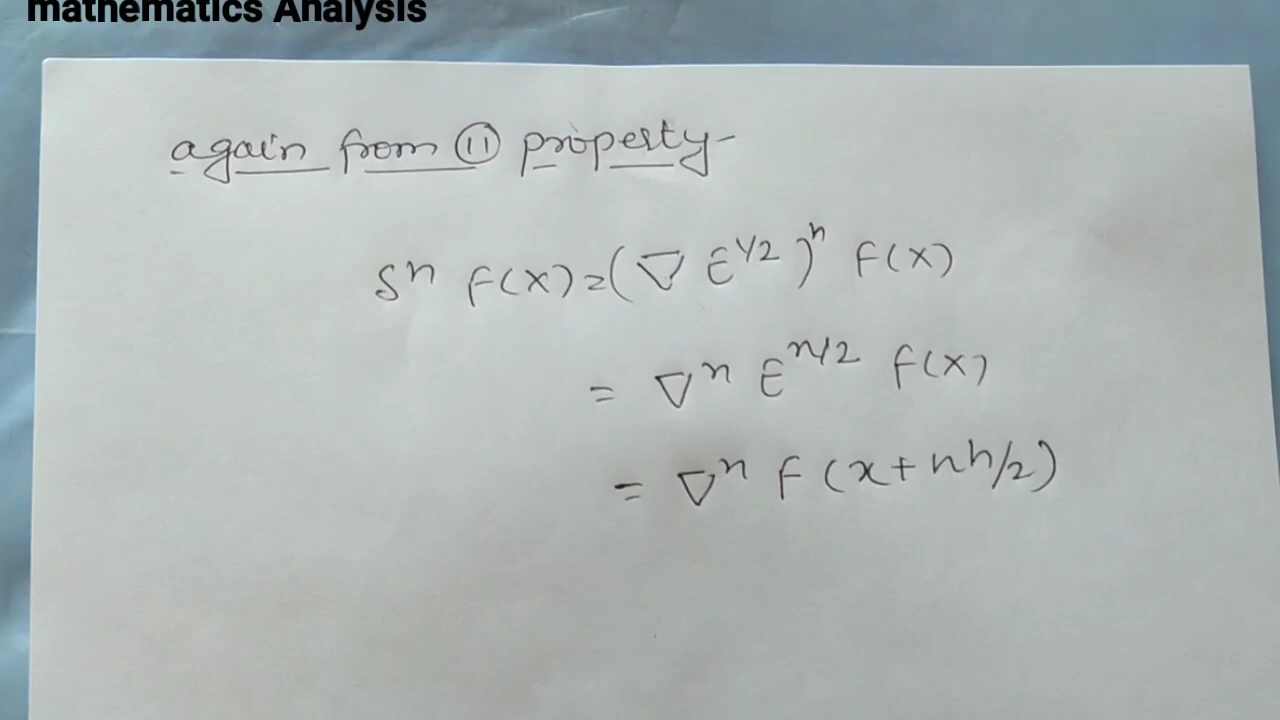 mathematics Analysis
again from ⑪ property-
δⁿ F(x)=(∇ E^1/2)ⁿ F(x)
= ∇ⁿ E^n/2 F(x)
= ∇ⁿ F(x+nh/2)